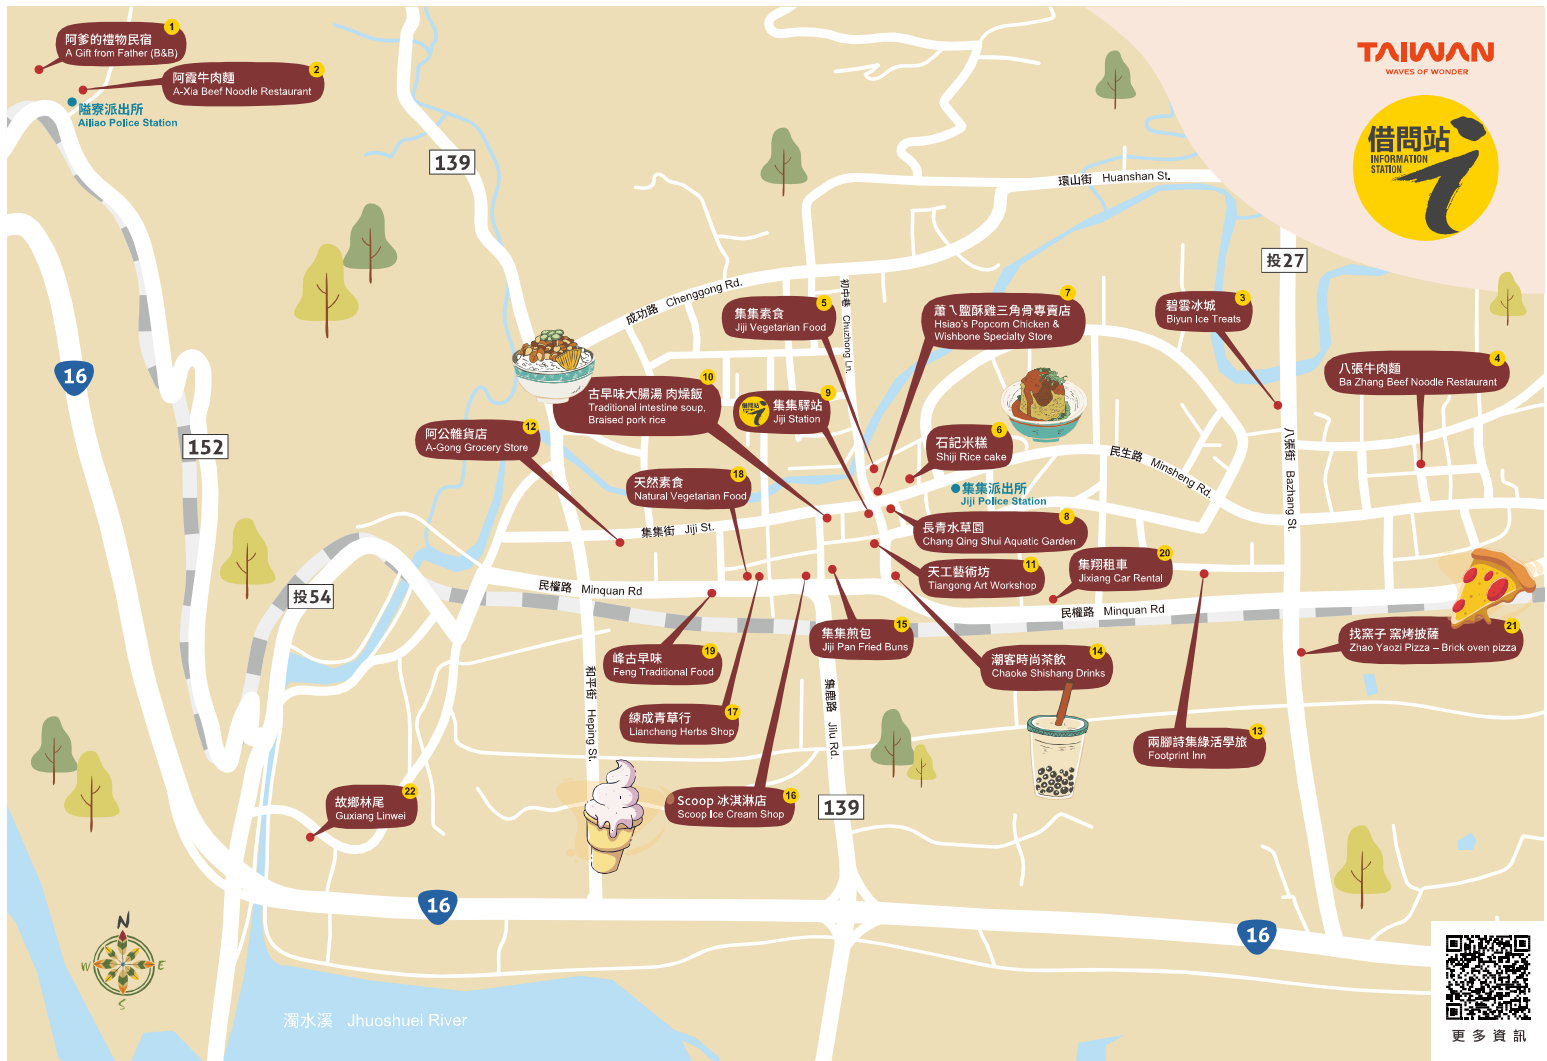 1
阿爹的禮物民宿
A Gift from Father (B&B)
2
阿霞牛肉麵
A-Xia Beef Noodle Restaurant
隘寮派出所
Ailiao Police Station
TAIWAN
WAVES OF WONDER
借問站
INFORMATION
STATION
i
139
環山街 Huanshan St.
投27
成功路 Chenggong Rd.
初中巷 Chuzhong Ln.
5
集集素食
Jiji Vegetarian Food
7
蕭ㄟ鹽酥雞三角骨專賣店
Hsiao's Popcorn Chicken &
Wishbone Specialty Store
3
碧雲冰城
Biyun Ice Treats
4
八張牛肉麵
Ba Zhang Beef Noodle Restaurant
16
10
古早味大腸湯 肉燥飯
Traditional intestine soup,
Braised pork rice
9
借問站
i
集集驛站
Jiji Station
12
阿公雜貨店
A-Gong Grocery Store
6
石記米糕
Shiji Rice cake
152
民生路 Minsheng Rd.
八張街 Bazhang St.
18
天然素食
Natural Vegetarian Food
集集派出所
Jiji Police Station
集集街 Jiji St.
8
長青水草園
Chang Qing Shui Aquatic Garden
11
天工藝術坊
Tiangong Art Workshop
20
集翔租車
Jixiang Car Rental
投54
民權路 Minquan Rd
民權路 Minquan Rd
15
集集煎包
Jiji Pan Fried Buns
21
找窯子 窯烤披薩
Zhao Yaozi Pizza – Brick oven pizza
19
峰古早味
Feng Traditional Food
14
潮客時尚茶飲
Chaoke Shishang Drinks
和平街 Heping St.
集鹿路 Jilu Rd.
17
練成青草行
Liancheng Herbs Shop
13
兩腳詩集綠活學旅
Footprint Inn
22
故鄉林尾
Guxiang Linwei
16
Scoop 冰淇淋店
Scoop Ice Cream Shop
139
16
16
N
W
E
S
濁水溪 Jhuoshuei River
更多資訊